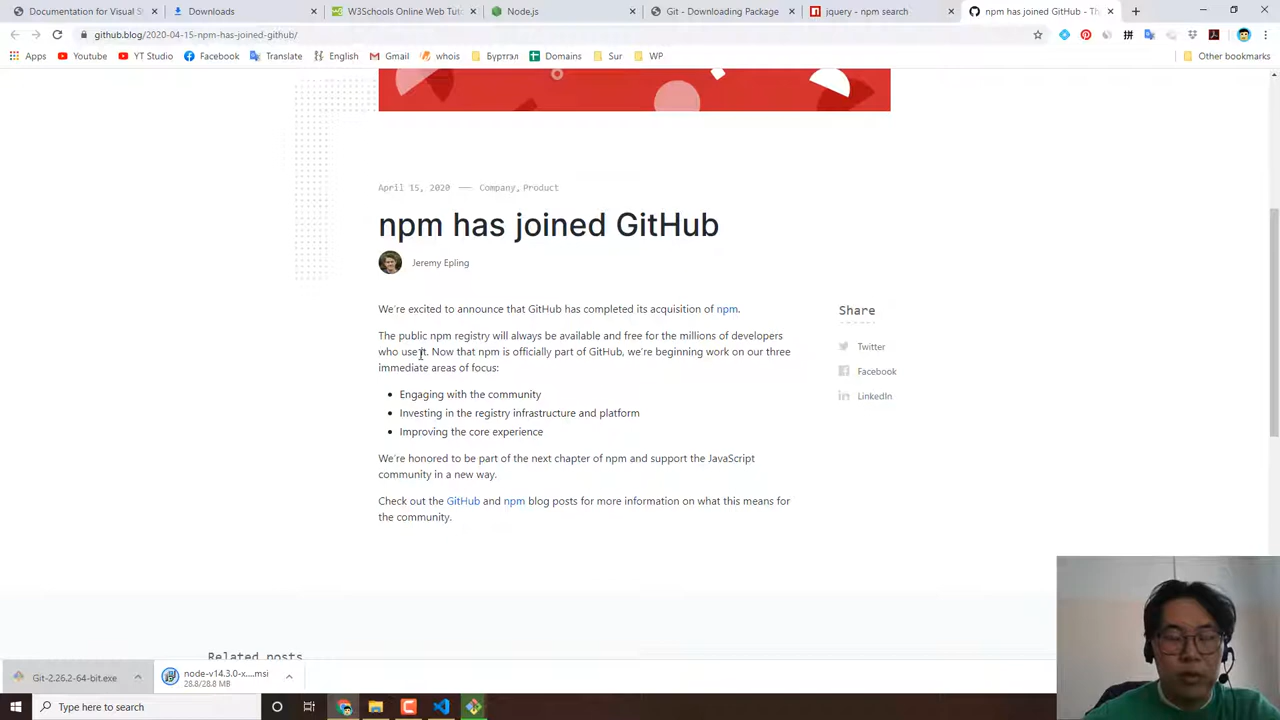 Documentation for Visual S
Downloads
W3Schools Online Web Tut
Node.js
Git - Downloading Package
jquery - npm search
npm has joined GitHub - Th
github.blog/2020-04-15-npm-has-joined-github/
Apps
Youtube
YT Studio
Facebook
Translate
English
Gmail
whois
Бүртгэл
Domains
Sur
WP
Other bookmarks
April 15, 2020 — Company, Product
npm has joined GitHub
Jeremy Epling
We're excited to announce that GitHub has completed its acquisition of npm.
The public npm registry will always be available and free for the millions of developers
who use it. Now that npm is officially part of GitHub, we're beginning work on our three
immediate areas of focus:
• Engaging with the community
• Investing in the registry infrastructure and platform
• Improving the core experience
We're honored to be part of the next chapter of npm and support the JavaScript
community in a new way.
Check out the GitHub and npm blog posts for more information on what this means for
the community.
Share
Twitter
Facebook
LinkedIn
Related posts
Git-2.26.2-64-bit.exe
node-v14.3.0-x....msi
28.8/28.8 MB
Type here to search